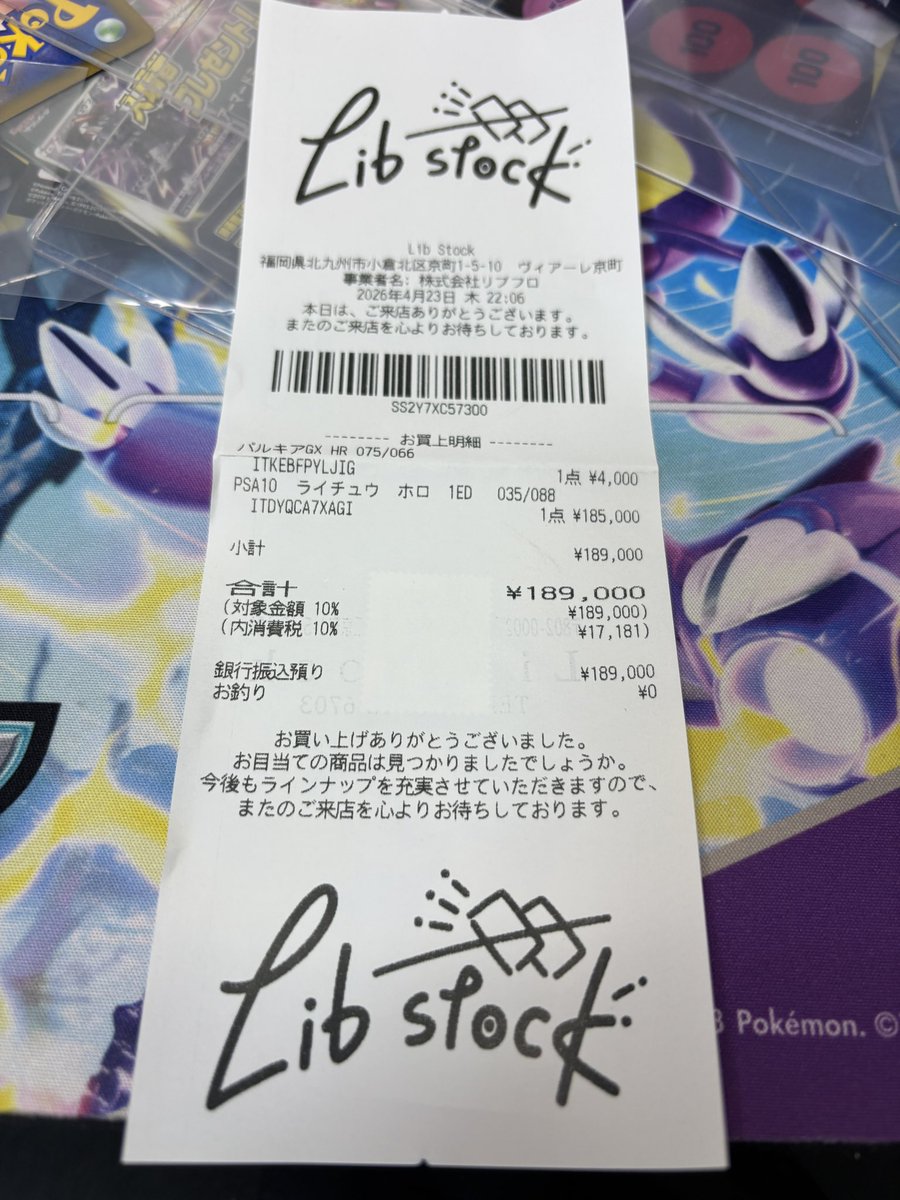 スタ専
プレゼント!
100
100
Lib stock
Lib Stock
福岡県北九州市小倉北区京町1-5-10 ヴィアーレ京町
事業者名: 株式会社リブフロ
2026年4月23日 木 22:06
本日は、ご来店ありがとうございます。
またのご来店を心よりお待ちしております。
SS2Y7XC57300
-------- お買上明細 --------
パルキアGX HR 075/066
ITKEBFPYLJIG
1点 ¥4,000
PSA10 ライチュウ ホロ 1ED 035/088
ITDYQCA7XAGI
1点 ¥185,000
小計 ¥189,000
合計 ¥189,000
(対象金額 10% ¥189,000)
(内消費税 10% ¥17,181)
銀行振込預り ¥189,000
お釣り ¥0
お買い上げありがとうございました。
お目当ての商品は見つかりましたでしょうか。
今後もラインナップを充実させていただきますので、
またのご来店を心よりお待ちしております。
Lib stock
Pokémon. ©